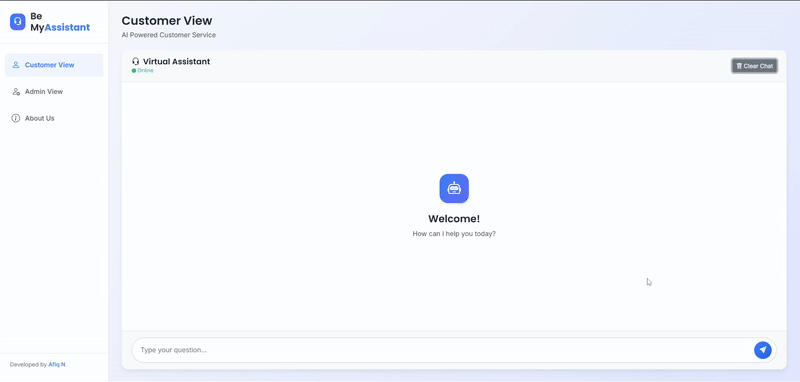 Be
MyAssistant
Customer View
Admin View
About Us
Developed by Afiq N
Customer View
AI Powered Customer Service
Virtual Assistant
Online
Clear Chat
Welcome!
How can I help you today?
Type your question...